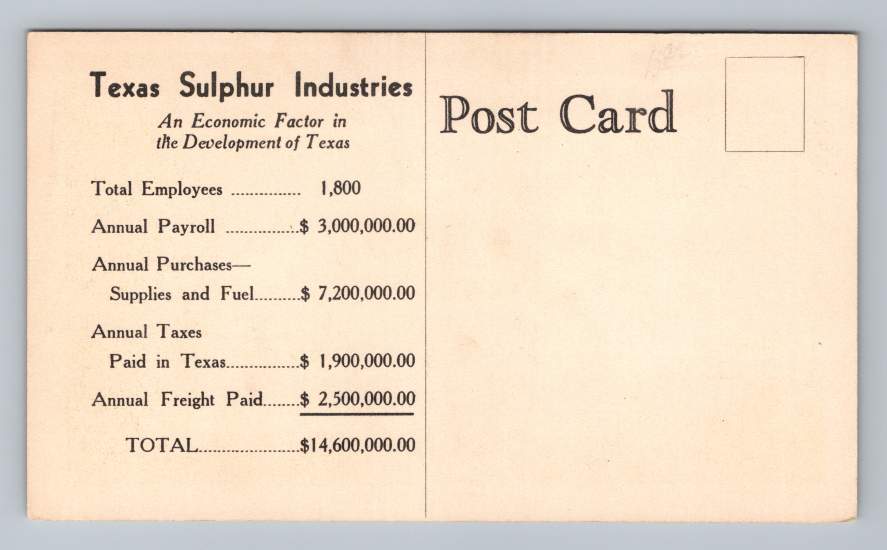 Texas Sulphur Industries
An Economic Factor in
the Development of Texas
Total Employees ............... 1,800
Annual Payroll ................$ 3,000,000.00
Annual Purchases—
Supplies and Fuel..........$ 7,200,000.00
Annual Taxes
Paid in Texas................$ 1,900,000.00
Annual Freight Paid........$ 2,500,000.00
TOTAL......................$14,600,000.00
Post Card